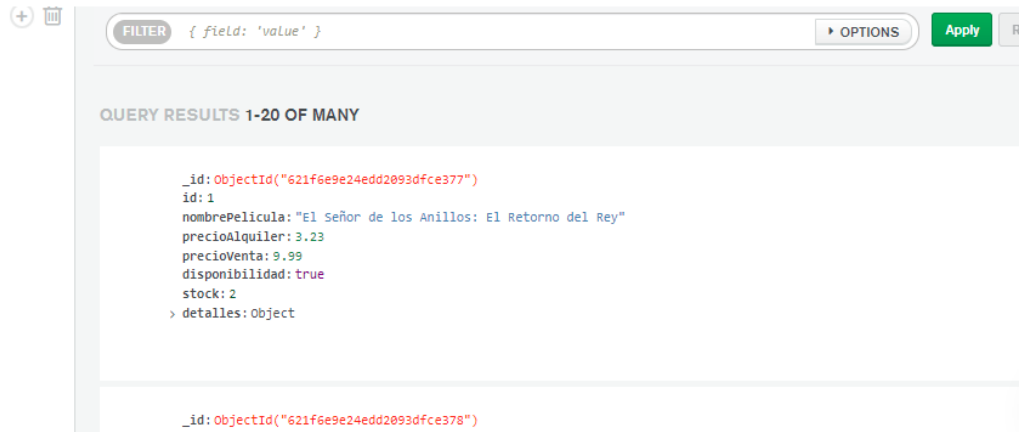 FILTER { field: 'value' } OPTIONS Apply R
QUERY RESULTS 1-20 OF MANY
_id: ObjectId("621f6e9e24edd2093dfce377")
id: 1
nombrePelicula: "El Señor de los Anillos: El Retorno del Rey"
precioAlquiler: 3.23
precioVenta: 9.99
disponibilidad: true
stock: 2
> detalles: Object
_id: ObjectId("621f6e9e24edd2093dfce378")